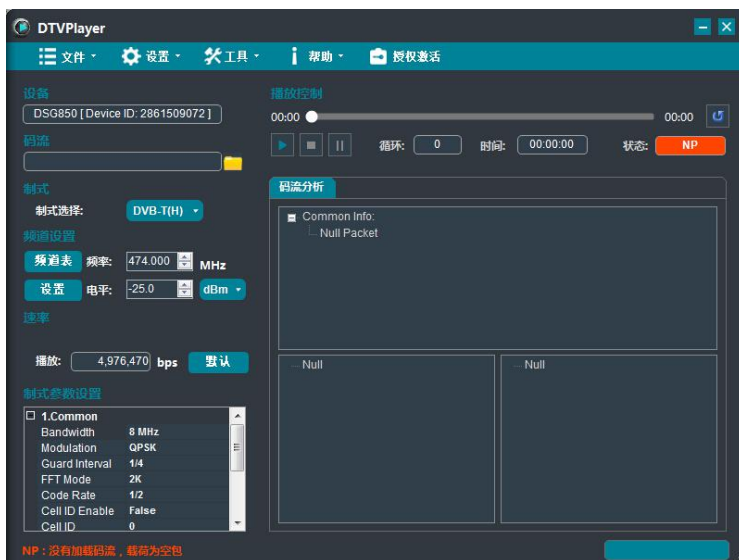 DTVPlayer
文件 设置 工具 帮助 授权激活
设备
DSG850 [ Device ID: 2861509072 ]
码流
制式
制式选择: DVB-T(H)
频道设置
频道表 频率: 474.000 MHz
设置 电平: -25.0 dBm
速率
播放: 4,976,470 bps 默认
制式参数设置
1.Common
Bandwidth 8 MHz
Modulation QPSK
Guard Interval 1/4
FFT Mode 2K
Code Rate 1/2
Cell ID Enable False
Cell ID 0
播放控制
00:00 00:00
循环: 0 时间: 00:00:00 状态: NP
码流分析
Common Info:
Null Packet
Null
Null
NP : 没有加载码流 , 载荷为空包